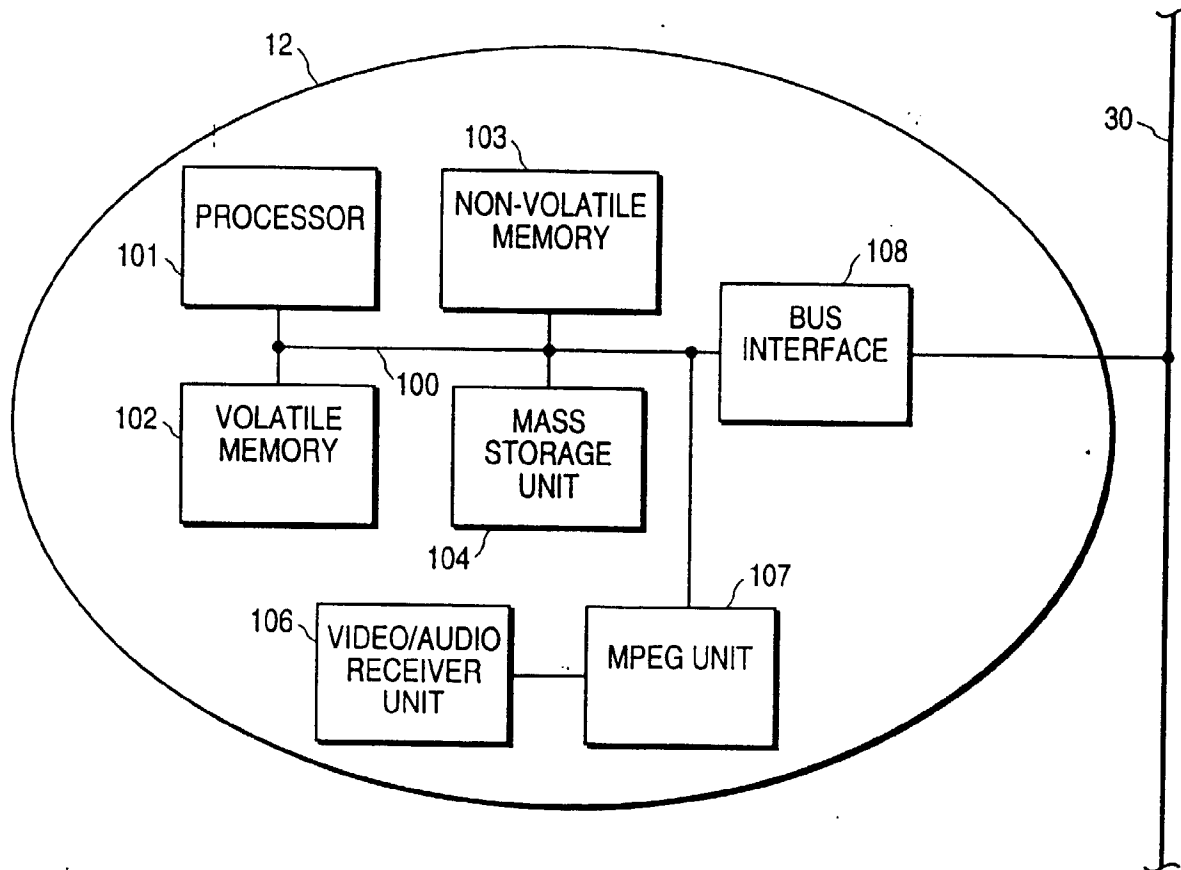 12
30
103
PROCESSOR
NON-VOLATILE
MEMORY
101
108
BUS
INTERFACE
100
102
VOLATILE
MEMORY
MASS
STORAGE
UNIT
104
107
106
VIDEO/AUDIO
RECEIVER
UNIT
MPEG UNIT